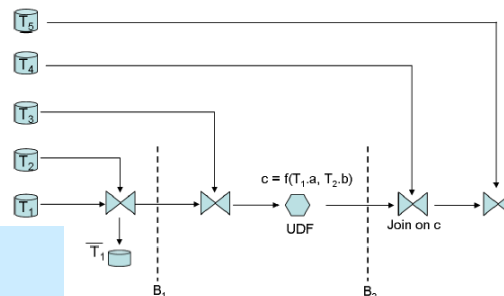 T5
T4
T3
T2
c = f(T1.a, T2.b)
T1
UDF
Join on c
T1
B1
B2